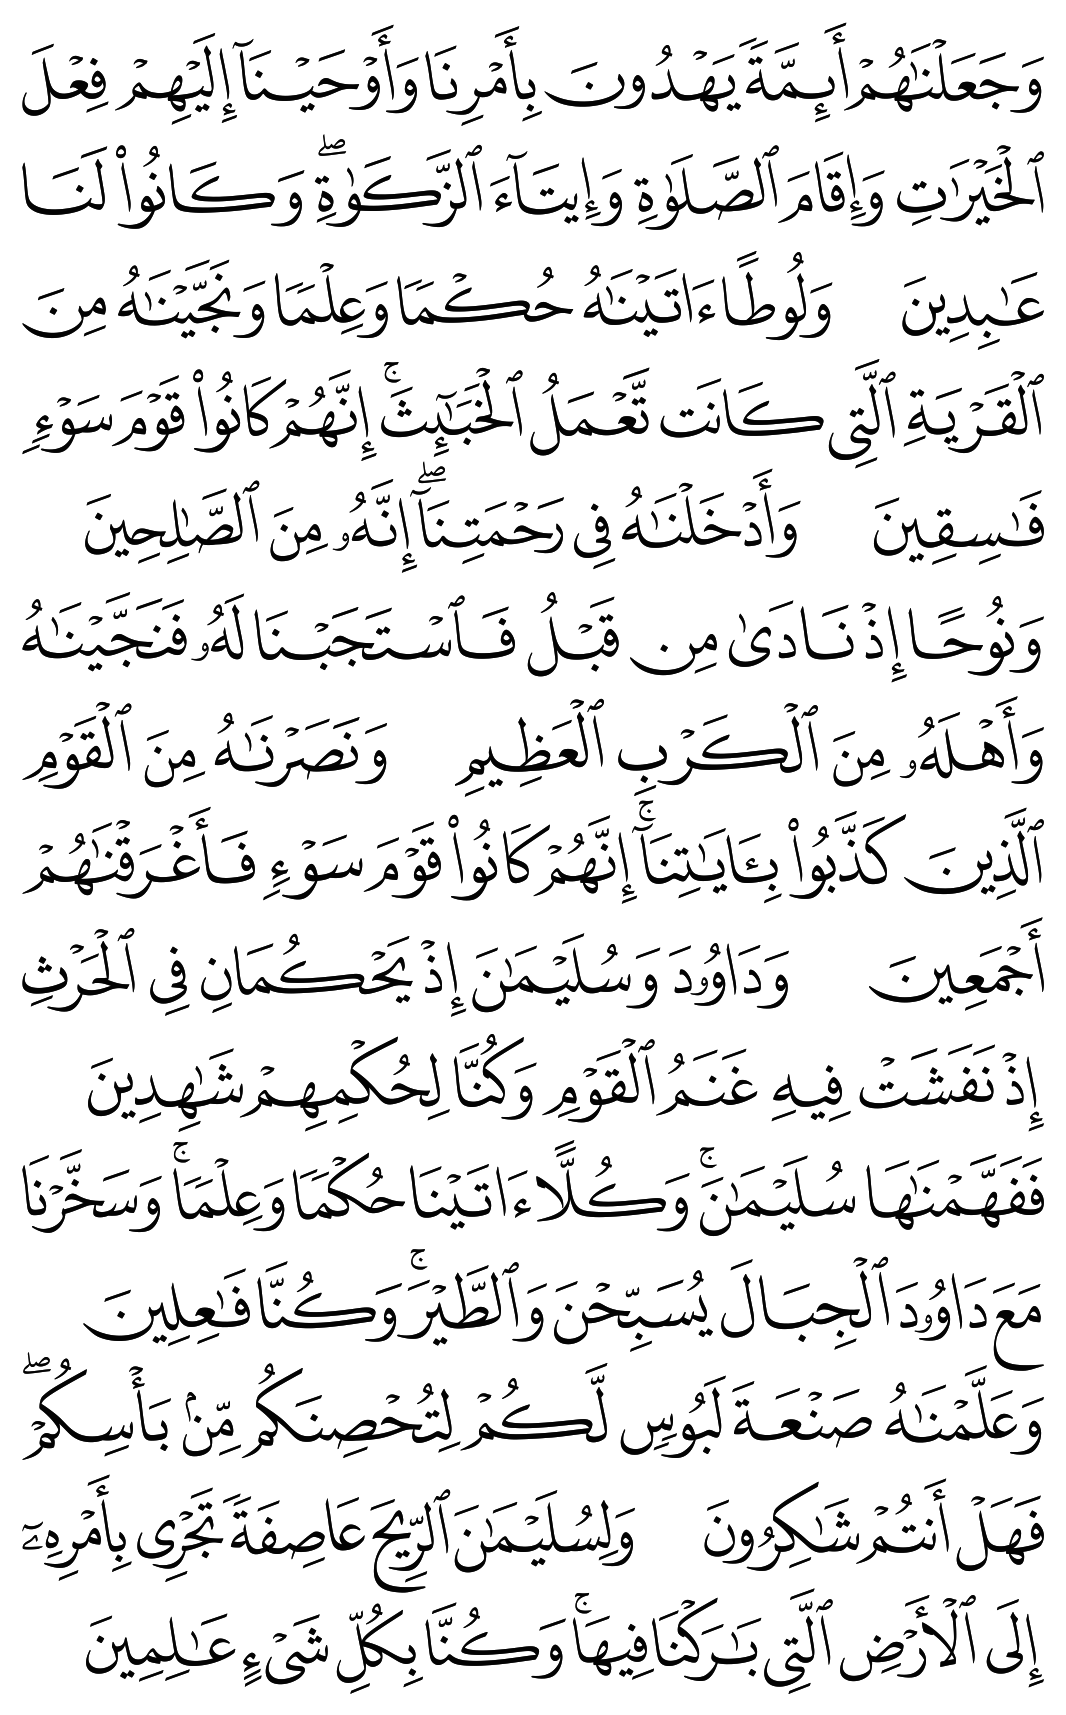 وَجَعَلْنَٰهُمْ أَئِمَّةً يَهْدُونَ بِأَمْرِنَا وَأَوْحَيْنَآ إِلَيْهِمْ فِعْلَ
ٱلْخَيْرَٰتِ وَإِقَامَ ٱلصَّلَوٰةِ وَإِيتَآءَ ٱلزَّكَوٰةِ ۖ وَكَانُوا۟ لَنَا
عَٰبِدِينَ وَلُوطًا ءَاتَيْنَٰهُ حُكْمًا وَعِلْمًا وَنَجَّيْنَٰهُ مِنَ
ٱلْقَرْيَةِ ٱلَّتِى كَانَت تَّعْمَلُ ٱلْخَبَٰٓئِثَ ۚ إِنَّهُمْ كَانُوا۟ قَوْمَ سَوْءٍ
فَٰسِقِينَ وَأَدْخَلْنَٰهُ فِى رَحْمَتِنَآ ۖ إِنَّهُۥ مِنَ ٱلصَّٰلِحِينَ
وَنُوحًا إِذْ نَادَىٰ مِن قَبْلُ فَٱسْتَجَبْنَا لَهُۥ فَنَجَّيْنَٰهُ
وَأَهْلَهُۥ مِنَ ٱلْكَرْبِ ٱلْعَظِيمِ وَنَصَرْنَٰهُ مِنَ ٱلْقَوْمِ
ٱلَّذِينَ كَذَّبُوا۟ بِـَٔايَٰتِنَآ ۚ إِنَّهُمْ كَانُوا۟ قَوْمَ سَوْءٍ فَأَغْرَقْنَٰهُمْ
أَجْمَعِينَ وَدَاوُۥدَ وَسُلَيْمَٰنَ إِذْ يَحْكُمَانِ فِى ٱلْحَرْثِ
إِذْ نَفَشَتْ فِيهِ غَنَمُ ٱلْقَوْمِ وَكُنَّا لِحُكْمِهِمْ شَٰهِدِينَ
فَفَهَّمْنَٰهَا سُلَيْمَٰنَ ۚ وَكُلًّا ءَاتَيْنَا حُكْمًا وَعِلْمًا ۚ وَسَخَّرْنَا
مَعَ دَاوُۥدَ ٱلْجِبَالَ يُسَبِّحْنَ وَٱلطَّيْرَ ۚ وَكُنَّا فَٰعِلِينَ
وَعَلَّمْنَٰهُ صَنْعَةَ لَبُوسٍ لَّكُمْ لِتُحْصِنَكُم مِّنۢ بَأْسِكُمْ ۖ
فَهَلْ أَنتُمْ شَٰكِرُونَ وَلِسُلَيْمَٰنَ ٱلرِّيحَ عَاصِفَةً تَجْرِى بِأَمْرِهِۦٓ
إِلَى ٱلْأَرْضِ ٱلَّتِى بَٰرَكْنَا فِيهَا ۚ وَكُنَّا بِكُلِّ شَىْءٍ عَٰلِمِينَ